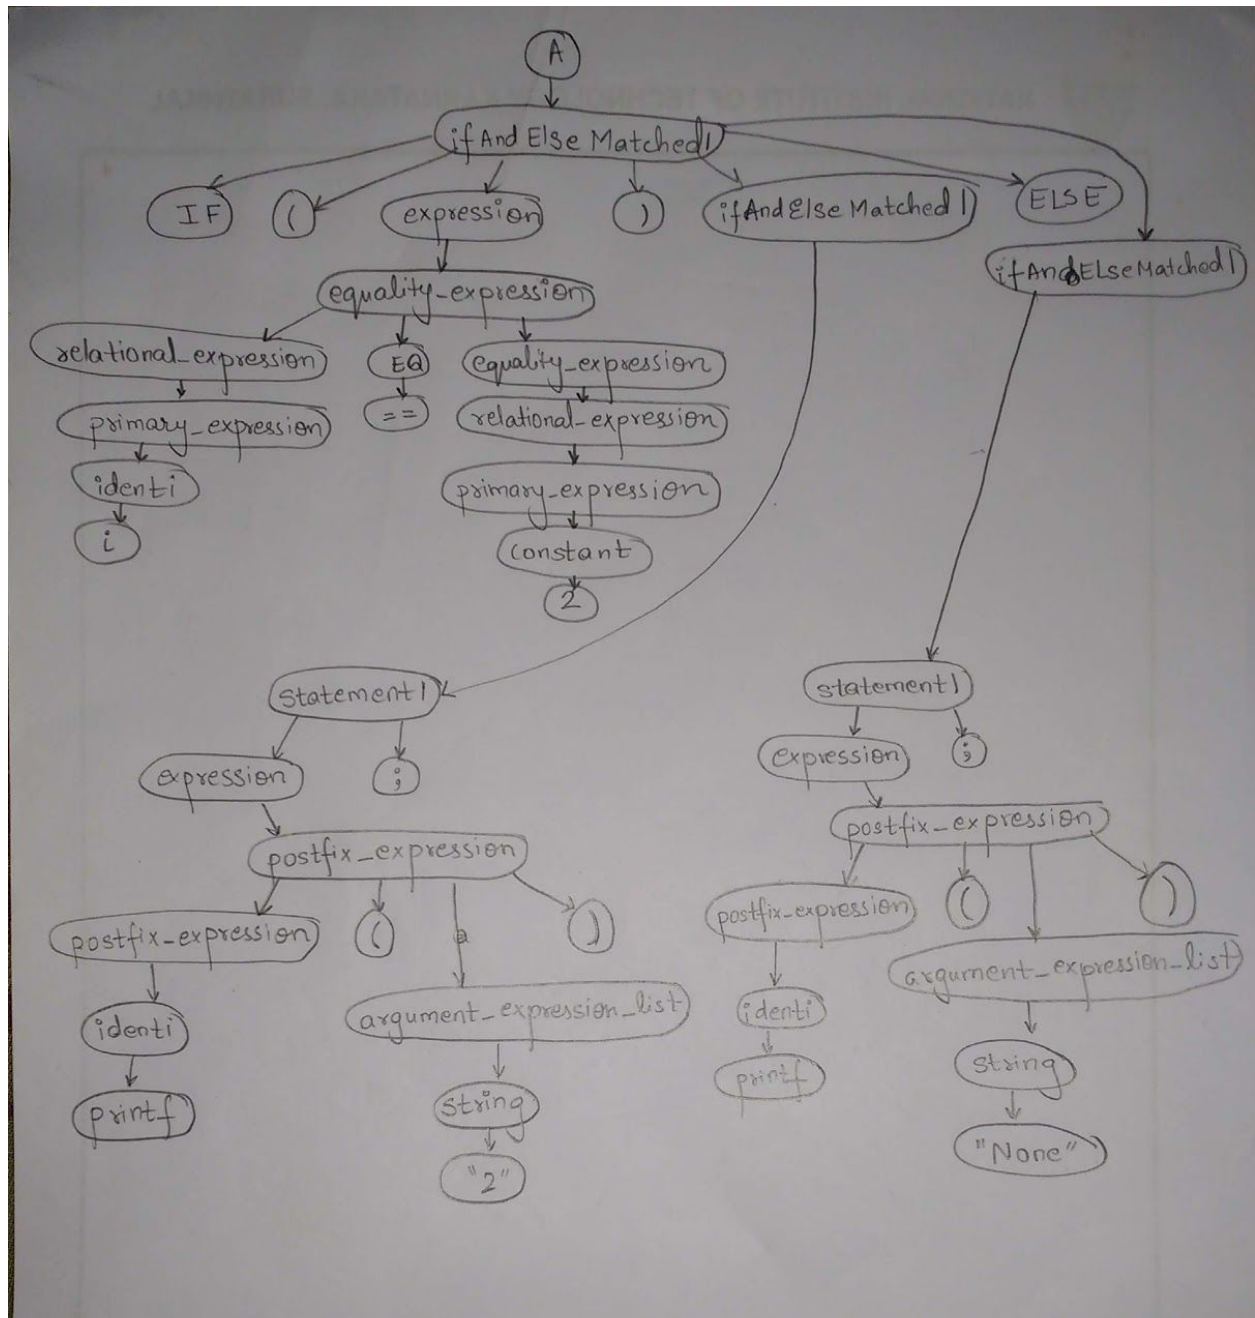 A
ifAndElseMatched1
IF ( expression ) ifAndElseMatched1 ELSE
ifAndELseMatched1
equality_expression
relational_expression EQ equality_expression
primary_expression == relational_expression
identi primary_expression
i constant
2
statement1 statement1
expression ; expression ;
postfix_expression postfix_expression
postfix_expression ( ) postfix_expression ( )
argument_expression_list
identi argument_expression_list identi
printf string printf string
"2" "None"